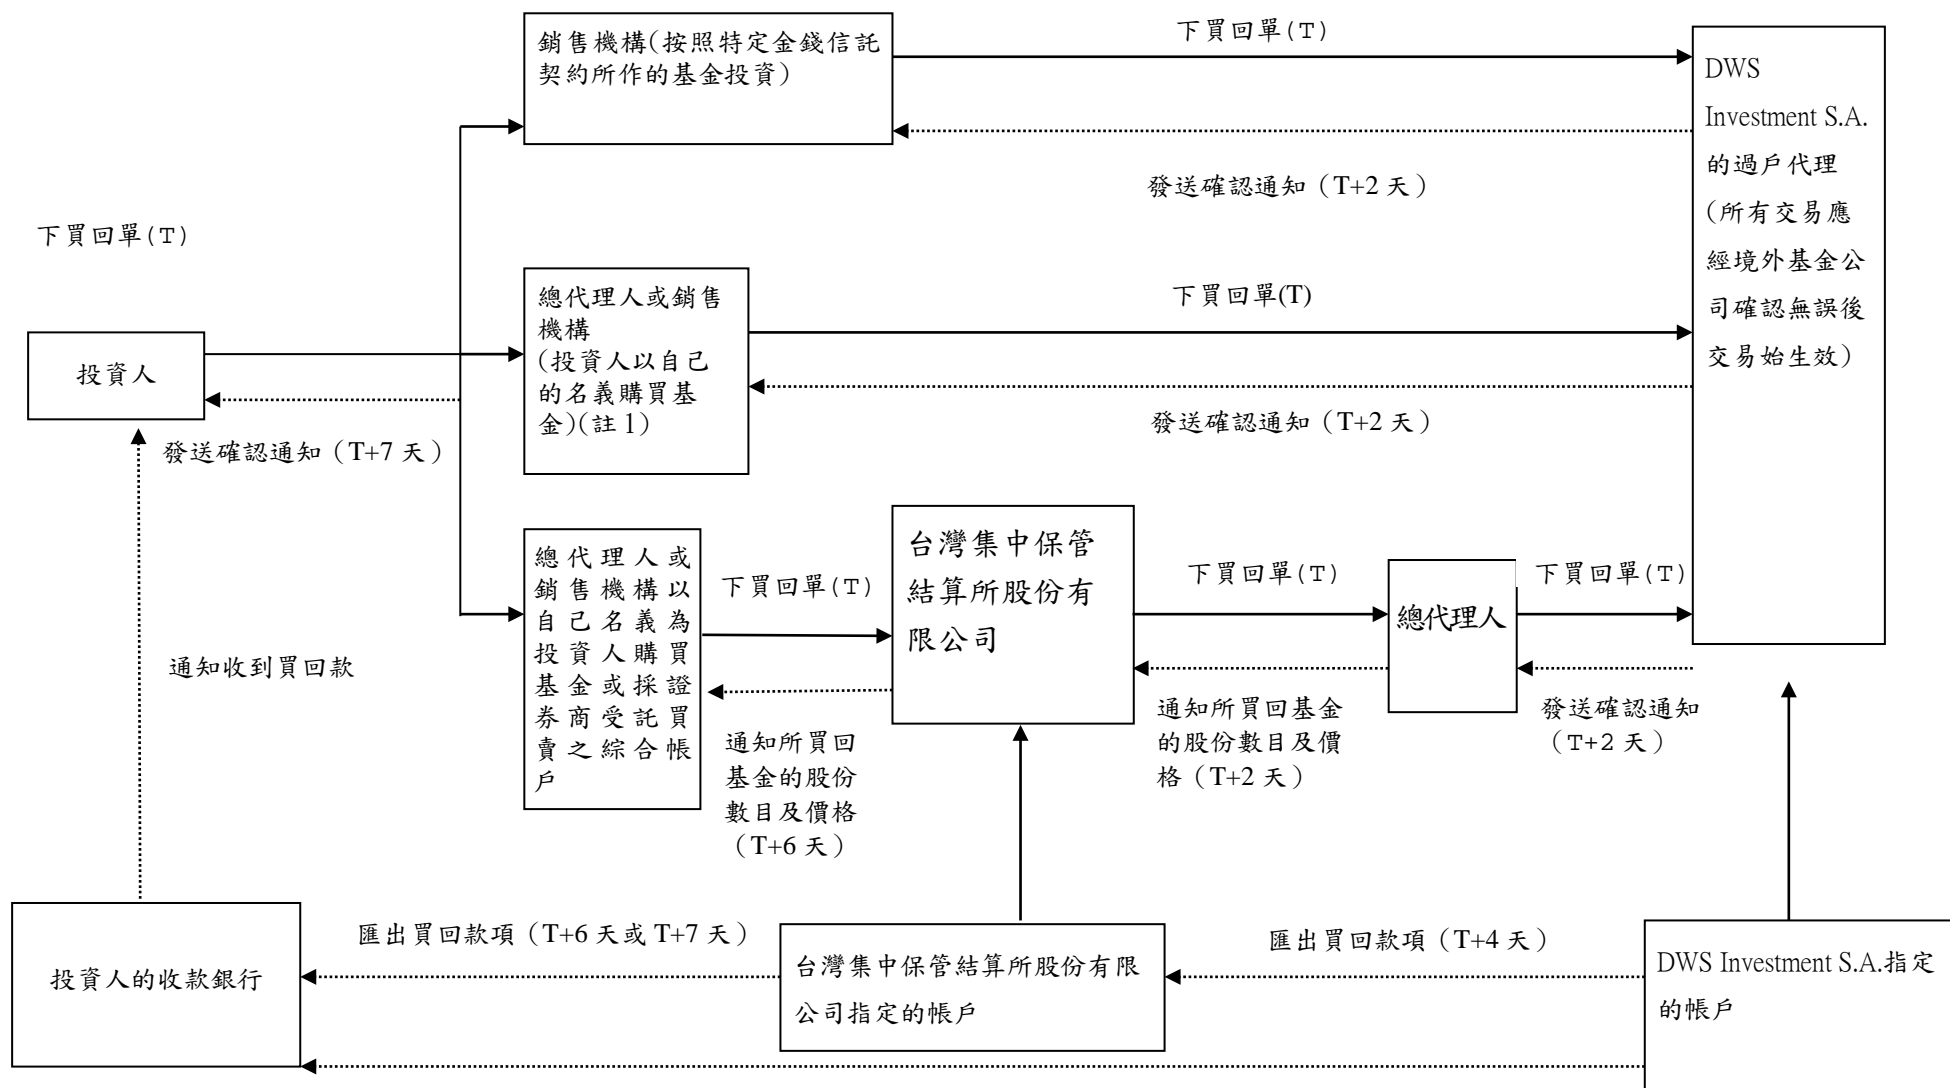 銷售機構(按照特定金錢信託
契約所作的基金投資)
下買回單(T)
發送確認通知（T+2 天）
DWS
Investment S.A.
的過戶代理
(所有交易應
經境外基金公
司確認無誤後
交易始生效)
下買回單(T)
投資人
發送確認通知（T+7 天）
總代理人或銷售
機構
(投資人以自己
的名義購買基
金)(註1)
下買回單(T)
發送確認通知（T+2 天）
總代理人或
銷售機構以
自己名義為
投資人購買
基金或採證
券商受託買
賣之綜合帳
戶
下買回單(T)
通知所買回
基金的股份
數目及價格
（T+6 天）
台灣集中保管
結算所股份有
限公司
下買回單(T)
通知所買回基金
的股份數目及價
格（T+2 天）
總代理人
下買回單(T)
發送確認通知
（T+2 天）
通知收到買回款
投資人的收款銀行
匯出買回款項（T+6 天或 T+7 天）
台灣集中保管結算所股份有限
公司指定的帳戶
匯出買回款項（T+4 天）
DWS Investment S.A.指定
的帳戶